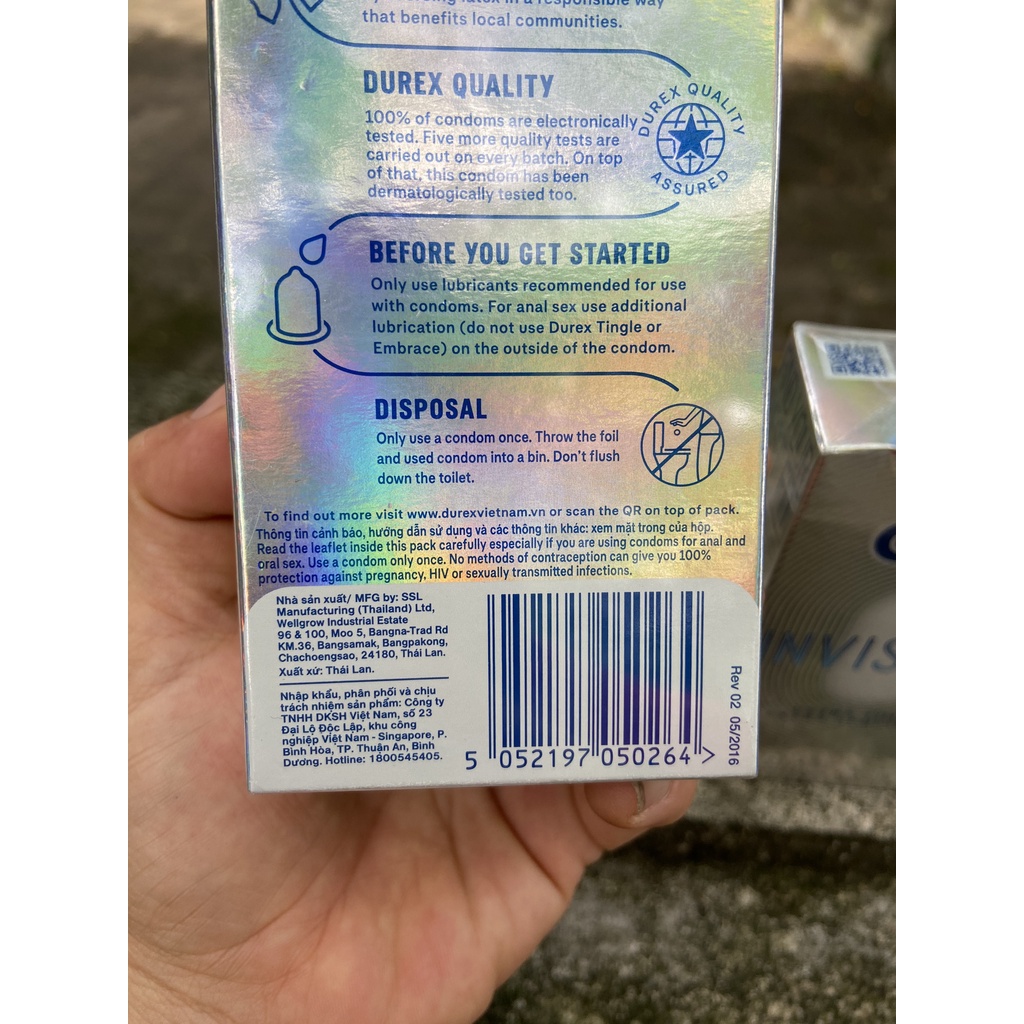 in a responsible way
that benefits local communities.
DUREX QUALITY
100% of condoms are electronically
tested. Five more quality tests are
carried out on every batch. On top
of that, this condom has been
dermatologically tested too.
DUREX QUALITY
ASSURED
BEFORE YOU GET STARTED
Only use lubricants recommended for use
with condoms. For anal sex use additional
lubrication (do not use Durex Tingle or
Embrace) on the outside of the condom.
DISPOSAL
Only use a condom once. Throw the foil
and used condom into a bin. Don't flush
down the toilet.
To find out more visit www.durexvietnam.vn or scan the QR on top of pack.
Thông tin cảnh báo, hướng dẫn sử dụng và các thông tin khác: xem mặt trong của hộp.
Read the leaflet inside this pack carefully especially if you are using condoms for anal and
oral sex. Use a condom only once. No methods of contraception can give you 100%
protection against pregnancy, HIV or sexually transmitted infections.
Nhà sản xuất/ MFG by: SSL
Manufacturing (Thailand) Ltd,
Wellgrow Industrial Estate
96 & 100, Moo 5, Bangna-Trad Rd
KM.36, Bangsamak, Bangpakong,
Chachoengsao, 24180, Thái Lan.
Xuất xứ: Thái Lan.
Nhập khẩu, phân phối và chịu
trách nhiệm sản phẩm: Công ty
TNHH DKSH Việt Nam, số 23
Đại Lộ Độc Lập, khu công
nghiệp Việt Nam - Singapore, P.
Bình Hòa, TP. Thuận An, Bình
Dương. Hotline: 1800545405.
5 052197 050264 >
Rev 02 05/2016
INVIS